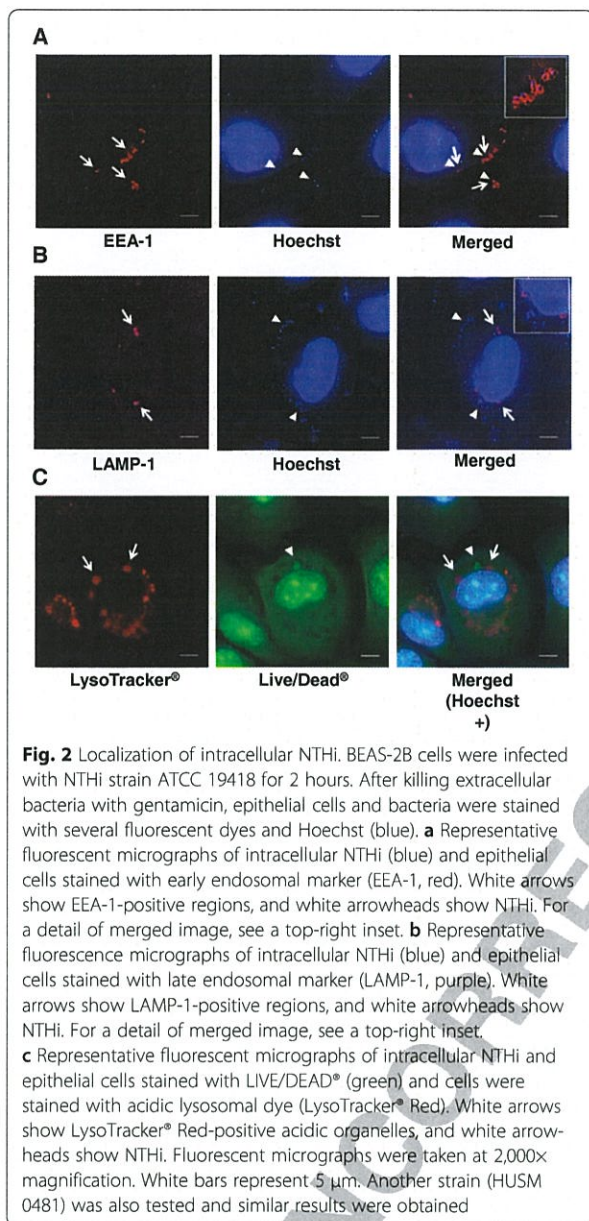 A
EEA-1 Hoechst Merged
B
LAMP-1 Hoechst Merged
C
LysoTracker® Live/Dead® Merged
(Hoechst
+)
Fig. 2 Localization of intracellular NTHi. BEAS-2B cells were infected
with NTHi strain ATCC 19418 for 2 hours. After killing extracellular
bacteria with gentamicin, epithelial cells and bacteria were stained
with several fluorescent dyes and Hoechst (blue). a Representative
fluorescent micrographs of intracellular NTHi (blue) and epithelial
cells stained with early endosomal marker (EEA-1, red). White arrows
show EEA-1-positive regions, and white arrowheads show NTHi. For
a detail of merged image, see a top-right inset. b Representative
fluorescence micrographs of intracellular NTHi (blue) and epithelial
cells stained with late endosomal marker (LAMP-1, purple). White
arrows show LAMP-1-positive regions, and white arrowheads show
NTHi. For a detail of merged image, see a top-right inset.
c Representative fluorescent micrographs of intracellular NTHi and
epithelial cells stained with LIVE/DEAD® (green) and cells were
stained with acidic lysosomal dye (LysoTracker® Red). White arrows
show LysoTracker® Red-positive acidic organelles, and white arrow-
heads show NTHi. Fluorescent micrographs were taken at 2,000×
magnification. White bars represent 5 μm. Another strain (HUSM
0481) was also tested and similar results were obtained